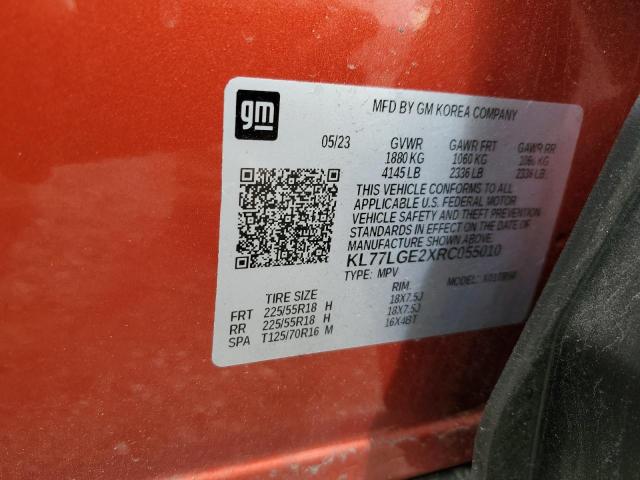 gm
MFD BY GM KOREA COMPANY
05/23 GVWR GAWR FRT GAWR RR
1880 KG 1060 KG 1066 KG
4145 LB 2336 LB 2336 LB.
THIS VEHICLE CONFORMS TO ALL
APPLICABLE U.S. FEDERAL MOTOR
VEHICLE SAFETY AND THEFT PREVENTION
STANDARDS IN EFFECT ON THE DATE OF
MANUFACTURE SHOWN ABOVE.
KL77LGE2XRC055010
TYPE: MPV MODEL:
TIRE SIZE RIM.
FRT 225/55R18 H 18X7.5J
RR 225/55R18 H 18X7.5J
SPA T125/70R16 M 16X4BT